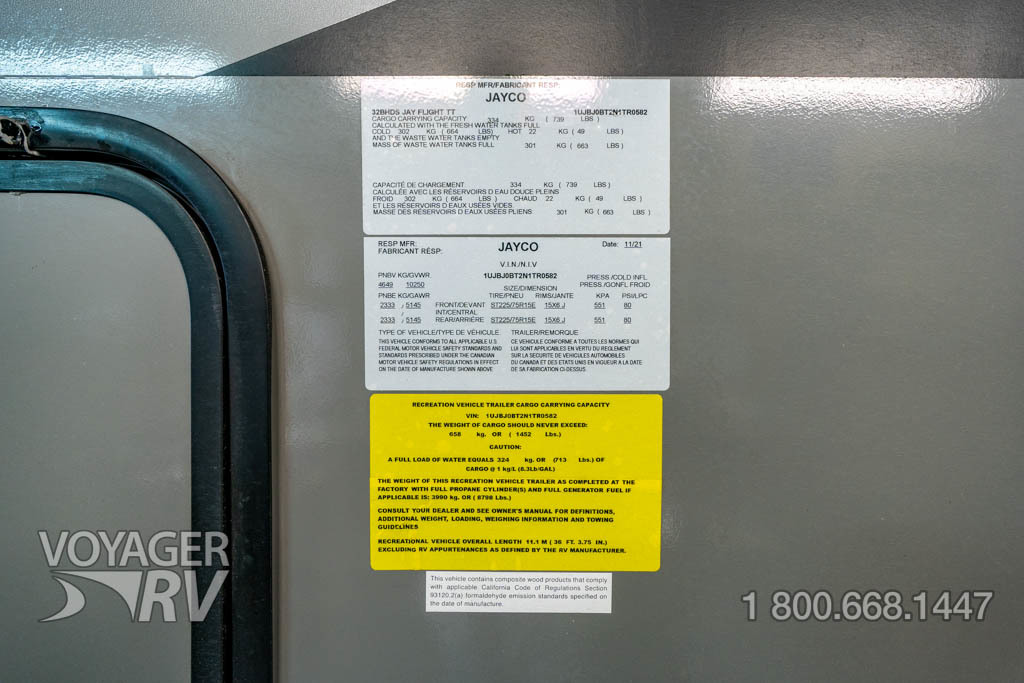 RESP MFR/FABRICANT RESP:
JAYCO
32BHDS JAY FLIGHT TT 1UJBJ0BT2N1TR0582
CARGO CARRYING CAPACITY 334 KG ( 739 LBS )
CALCULATED WITH THE FRESH WATER TANKS FULL
COLD 302 KG ( 664 LBS) HOT 22 KG ( 49 LBS )
AND THE WASTE WATER TANKS EMPTY
MASS OF WASTE WATER TANKS FULL 301 KG ( 663 LBS )
CAPACITÉ DE CHARGEMENT 334 KG ( 739 LBS )
CALCULÉE AVEC LES RÉSERVOIRS D EAU DOUCE PLEINS
FROID 302 KG ( 664 LBS ) CHAUD 22 KG ( 49 LBS )
ET LES RÉSERVOIRS D EAUX USÉES VIDES
MASSE DES RÉSERVOIRS D EAUX USÉES PLIENS 301 KG ( 663 LBS )
RESP MFR: JAYCO Date: 11/21
FABRICANT RÉSP:
V.I.N./N.I.V
PNBV KG/GVWR. 1UJBJ0BT2N1TR0582 PRESS /COLD INFL
4649 10250 SIZE/DIMENSION PRESS./GONFL FROID
PNBE KG/GAWR TIRE/PNEU RIMS/JANTE KPA PSI/LPC
2333 / 5145 FRONT/DEVANT ST225/75R15E 15X6 J 551 80
/ INT/CENTRAL
2333 / 5145 REAR/ARRIÈRE ST225/75R15E 15X6 J 551 80
TYPE OF VEHICLE/TYPE DE VÉHICULE. TRAILER/REMORQUE
THIS VEHICLE CONFORMS TO ALL APPLICABLE U.S CE VEHICULE CONFORME A TOUTES LES NORMES QUI
FEDERAL MOTOR VEHICLE SAFETY STANDARDS AND LUI SONT APPLICABLES EN VERTU DU REGLEMENT
STANDARDS PRESCRIBED UNDER THE CANADIAN SUR LA SECURITE DE VEHICULES AUTOMOBILES
MOTOR VEHICLE SAFETY REGULATIONS IN EFFECT DU CANADA ET DES ETATS UNIS EN VIGUEUR A LA DATE
ON THE DATE OF MANUFACTURE SHOWN ABOVE DE SA FABRICATION CI-DESSUS.
RECREATION VEHICLE TRAILER CARGO CARRYING CAPACITY
VIN: 1UJBJ0BT2N1TR0582
THE WEIGHT OF CARGO SHOULD NEVER EXCEED:
658 kg. OR ( 1452 Lbs.)
CAUTION:
A FULL LOAD OF WATER EQUALS 324 kg. OR (713 Lbs.) OF
CARGO @ 1 kg/L (8.3Lb/GAL)
THE WEIGHT OF THIS RECREATION VEHICLE TRAILER AS COMPLETED AT THE
FACTORY WITH FULL PROPANE CYLINDER(S) AND FULL GENERATOR FUEL IF
APPLICABLE IS: 3990 kg. OR ( 8798 Lbs.)
CONSULT YOUR DEALER AND SEE OWNER'S MANUAL FOR DEFINITIONS,
ADDITIONAL WEIGHT, LOADING, WEIGHING INFORMATION AND TOWING
GUIDELINES
RECREATIONAL VEHICLE OVERALL LENGTH 11.1 M ( 36 FT. 3.75 IN.)
EXCLUDING RV APPURTENANCES AS DEFINED BY THE RV MANUFACTURER.
This vehicle contains composite wood products that comply
with applicable California Code of Regulations Section
93120.2(a) formaldehyde emission standards specified on
the date of manufacture.
VOYAGER
RV
1 800.668.1447